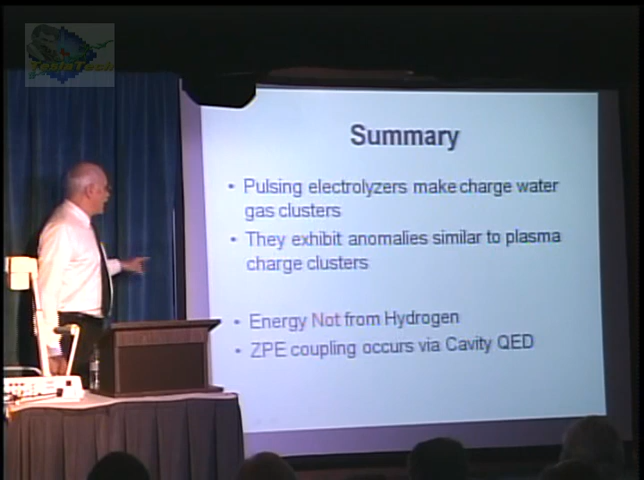 TeslaTech
Summary
• Pulsing electrolyzers make charge water
gas clusters
• They exhibit anomalies similar to plasma
charge clusters
• Energy Not from Hydrogen
• ZPE coupling occurs via Cavity QED